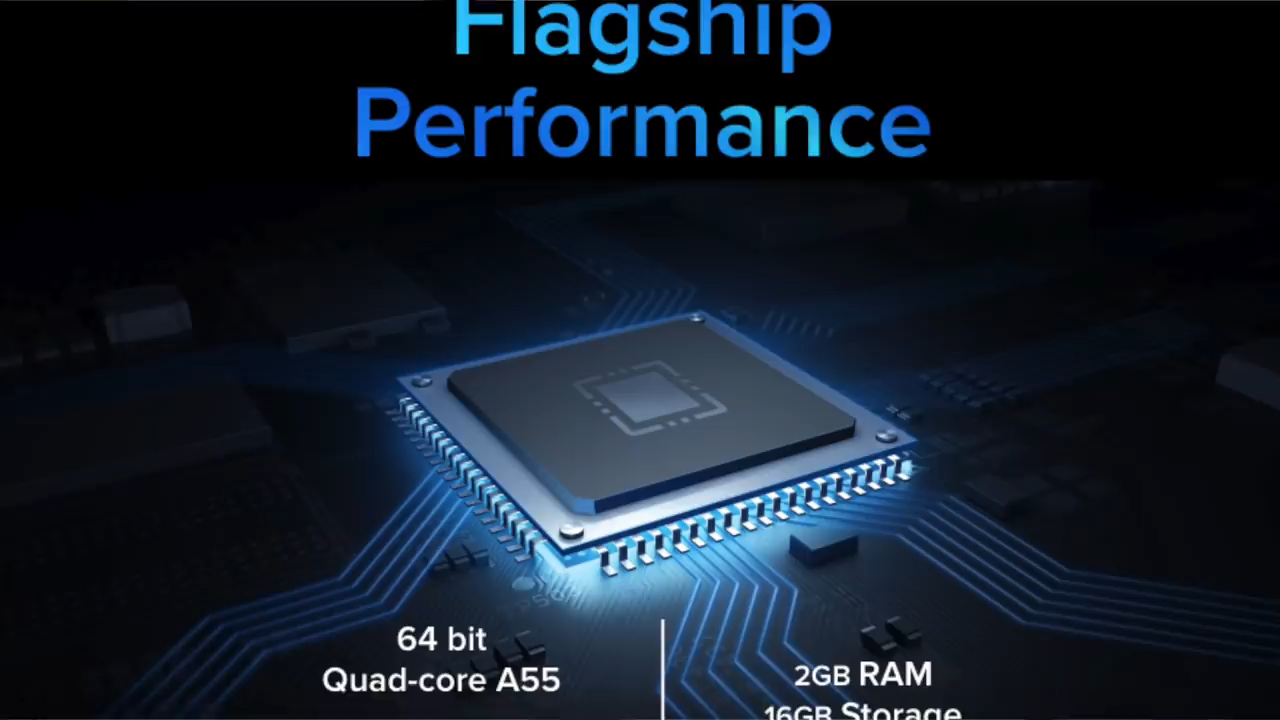 Flagship
Performance
64 bit
Quad-core A55
2GB RAM
16GB Storage